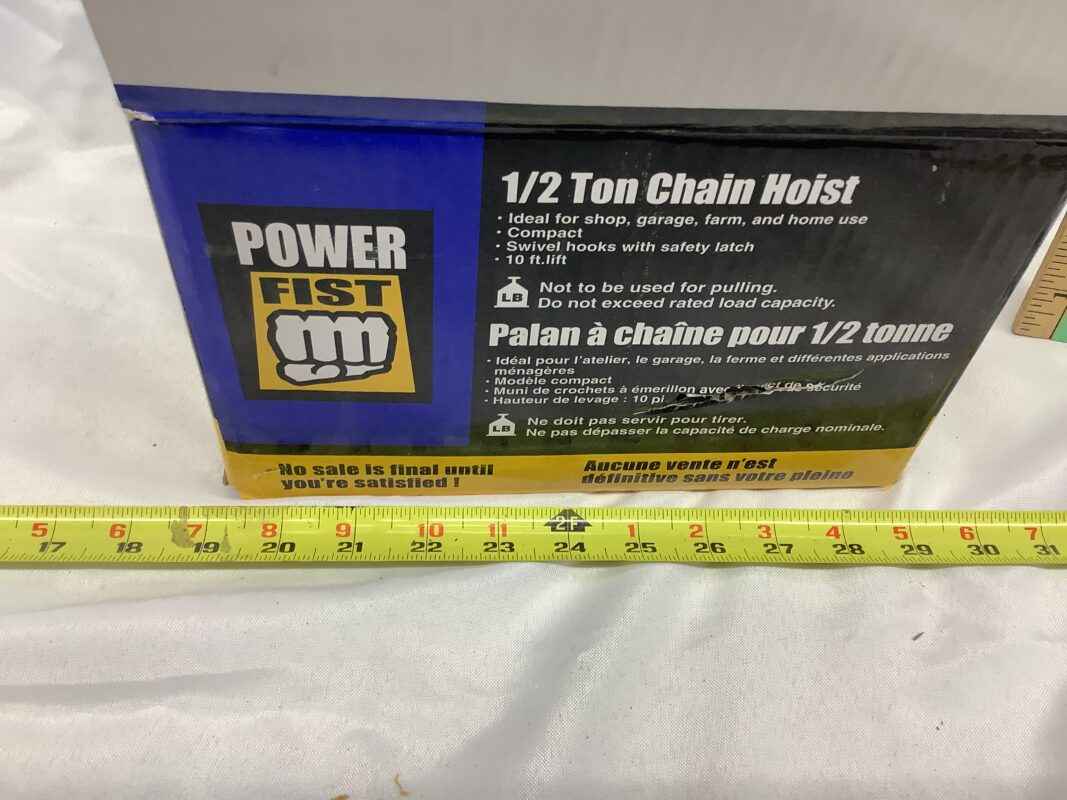 1/2 Ton Chain Hoist
• Ideal for shop, garage, farm, and home use
• Compact
• Swivel hooks with safety latch
• 10 ft.lift
LB
Not to be used for pulling.
Do not exceed rated load capacity.
POWER
FIST
Palan à chaîne pour 1/2 tonne
• Idéal pour l'atelier, le garage, la ferme et différentes applications
ménagères
• Modèle compact
• Muni de crochets à émerillon avec de sécurité
• Hauteur de levage : 10 pi
LB
Ne doit pas servir pour tirer.
Ne pas dépasser la capacité de charge nominale.
No sale is final until
you're satisfied !
Aucune vente n'est
définitive sans votre pleine
5 6 7 8 9 10 11 2F 1 2 3 4 5 6 7
17 18 19 20 21 22 23 24 25 26 27 28 29 30 31